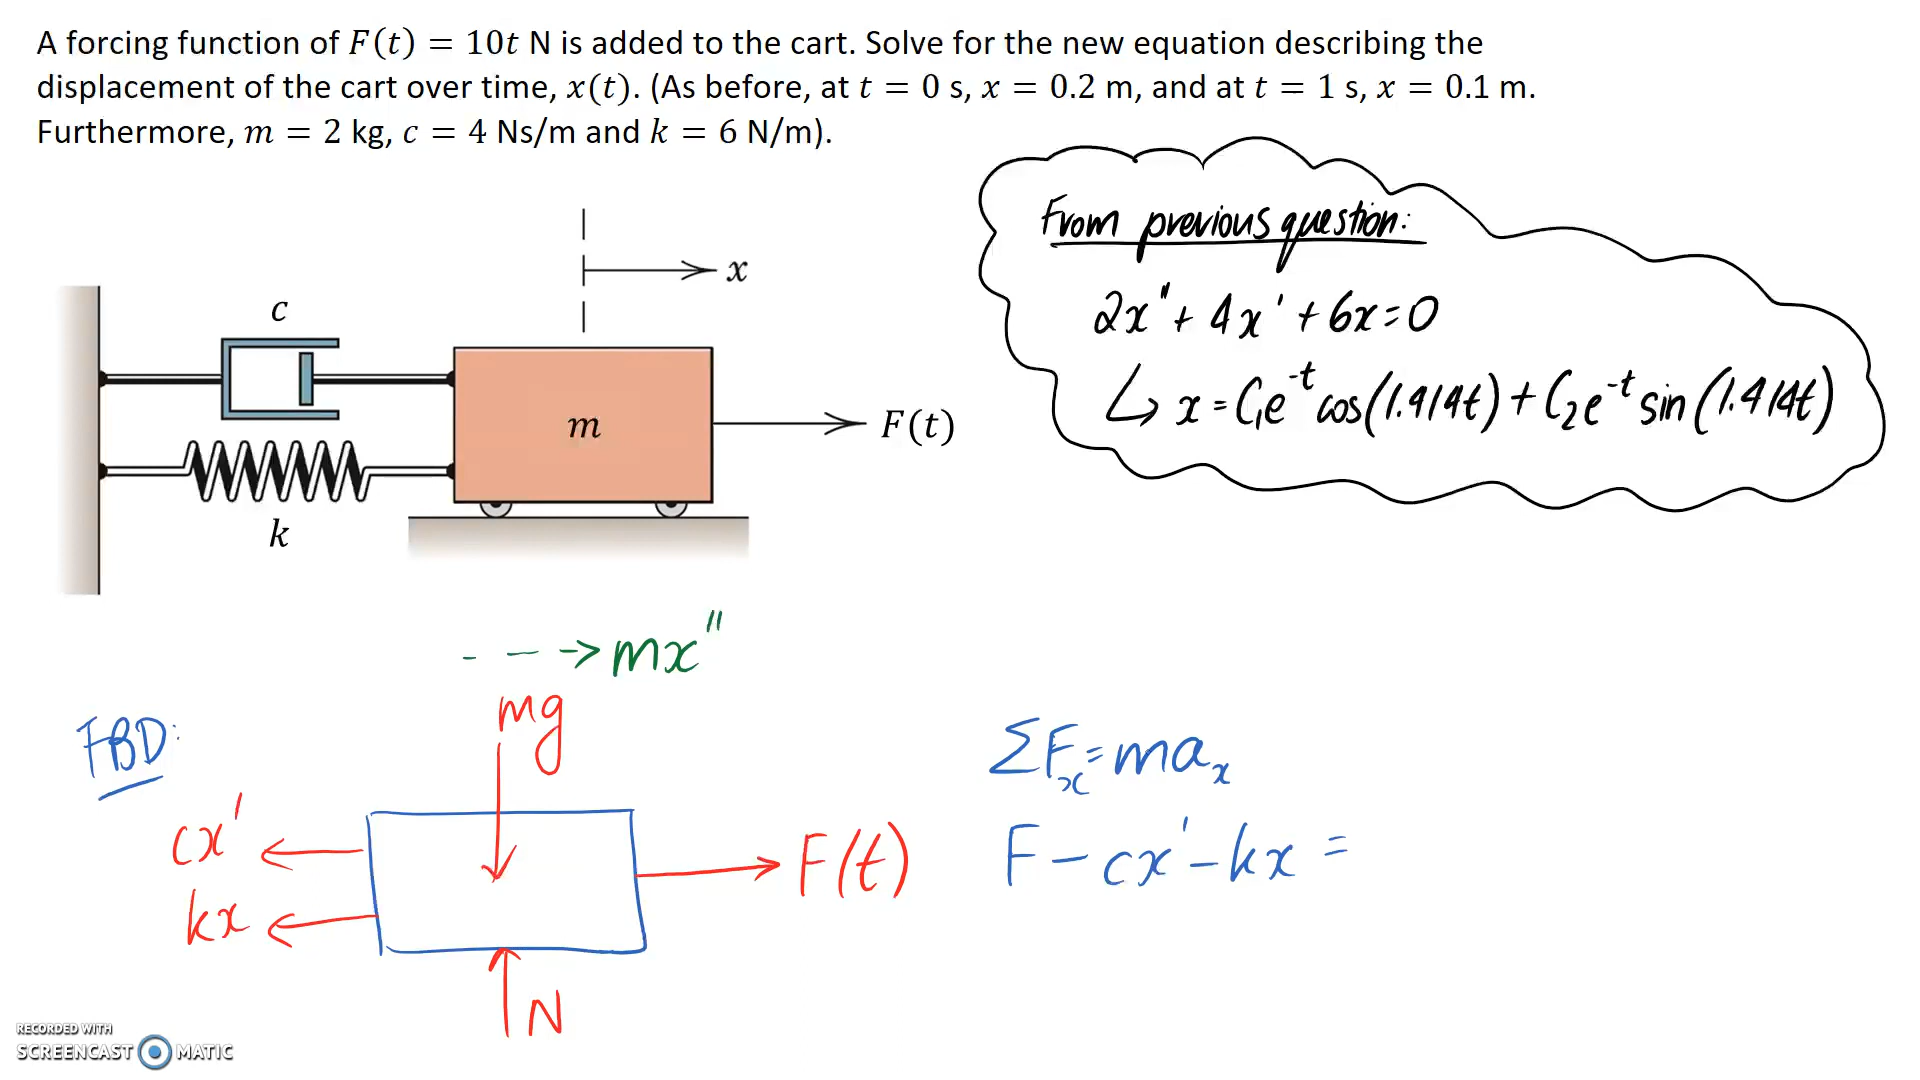 A forcing function of F(t) = 10t N is added to the cart. Solve for the new equation describing the
displacement of the cart over time, x(t). (As before, at t = 0 s, x = 0.2 m, and at t = 1 s, x = 0.1 m.
Furthermore, m = 2 kg, c = 4 Ns/m and k = 6 N/m).
From previous question:
2x" + 4x' + 6x = 0
↳ x = C₁e^-t cos(1.414t) + C₂e^-t sin(1.414t)
x
c
m
F(t)
k
- - → mx"
mg
FBD:
cx'
kx
F(t)
N
ΣFx = max
F - cx' - kx =
RECORDED WITH
SCREENCAST MATIC